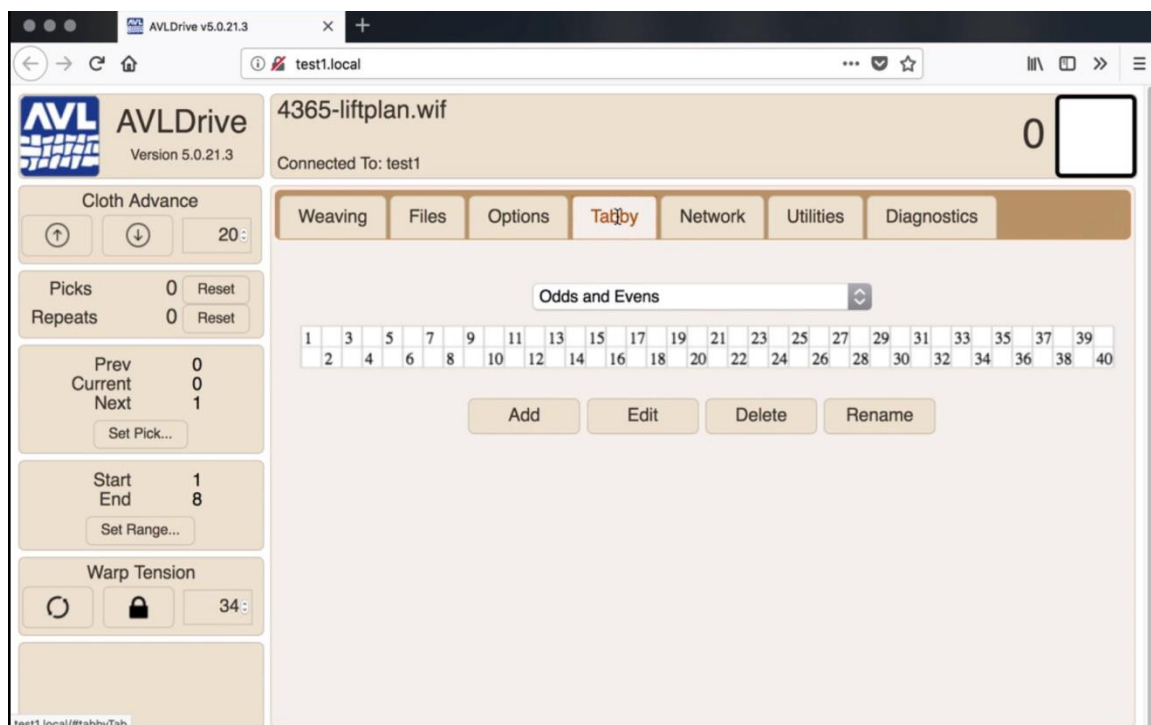 AVLDrive v5.0.21.3
test1.local
AVL
AVLDrive
Version 5.0.21.3
4365-liftplan.wif
0
Connected To: test1
Cloth Advance
20
Picks 0 Reset
Repeats 0 Reset
Prev 0
Current 0
Next 1
Set Pick...
Start 1
End 8
Set Range...
Warp Tension
34
Weaving Files Options Tabby Network Utilities Diagnostics
Odds and Evens
1 3 5 7 9 11 13 15 17 19 21 23 25 27 29 31 33 35 37 39
2 4 6 8 10 12 14 16 18 20 22 24 26 28 30 32 34 36 38 40
Add Edit Delete Rename
test1.local/#tabbyTab